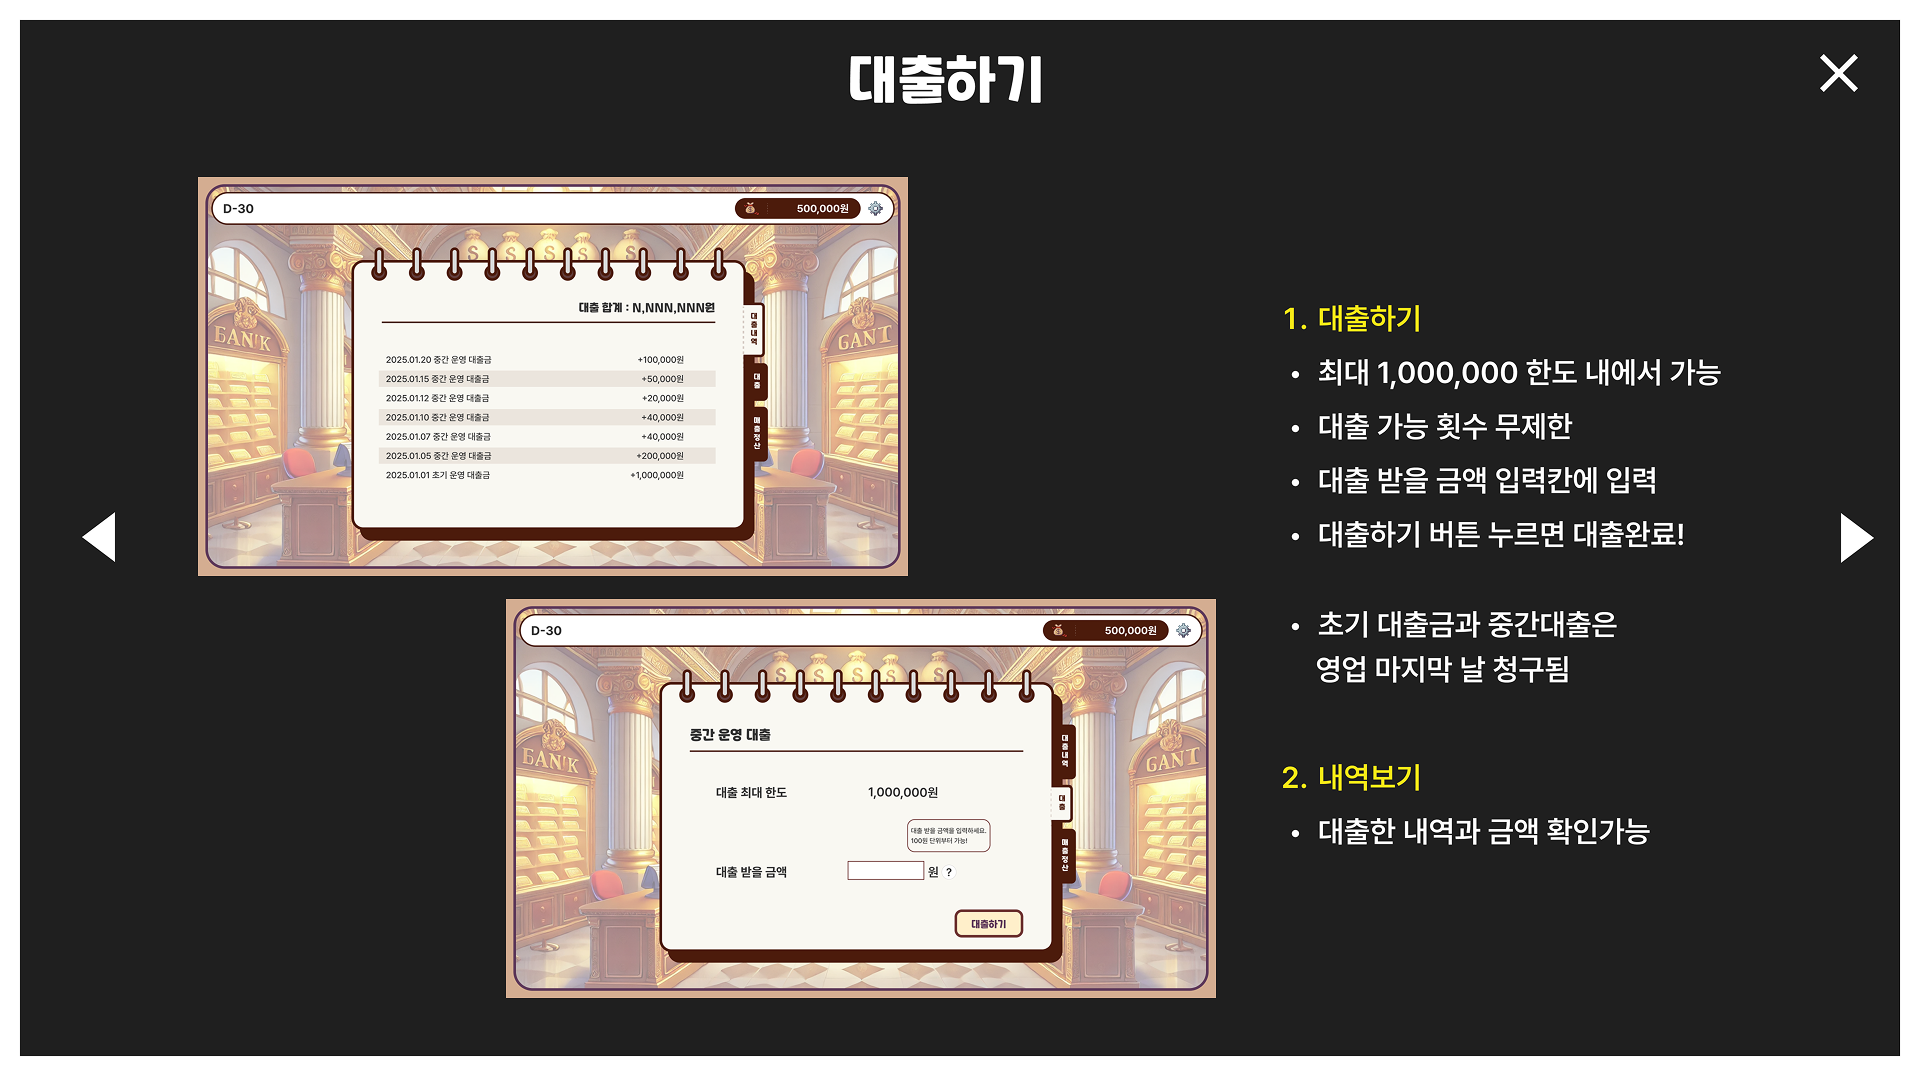 대출하기
D-30
500,000원
BANK
GANT
대출 합계 : N,NNN,NNN원
2025.01.20 중간 운영 대출금 +100,000원
2025.01.15 중간 운영 대출금 +50,000원
2025.01.12 중간 운영 대출금 +20,000원
2025.01.10 중간 운영 대출금 +40,000원
2025.01.07 중간 운영 대출금 +40,000원
2025.01.05 중간 운영 대출금 +200,000원
2025.01.01 초기 운영 대출금 +1,000,000원
대출내역
대출
매출정산
D-30
500,000원
BANK
GANT
중간 운영 대출
대출 최대 한도 1,000,000원
대출 받을 금액을 입력하세요.
100원 단위부터 가능!
대출 받을 금액 원 ?
대출하기
대출내역
대출
매출정산
1. 대출하기
• 최대 1,000,000 한도 내에서 가능
• 대출 가능 횟수 무제한
• 대출 받을 금액 입력칸에 입력
• 대출하기 버튼 누르면 대출완료!
• 초기 대출금과 중간대출은
영업 마지막 날 청구됨
2. 내역보기
• 대출한 내역과 금액 확인가능